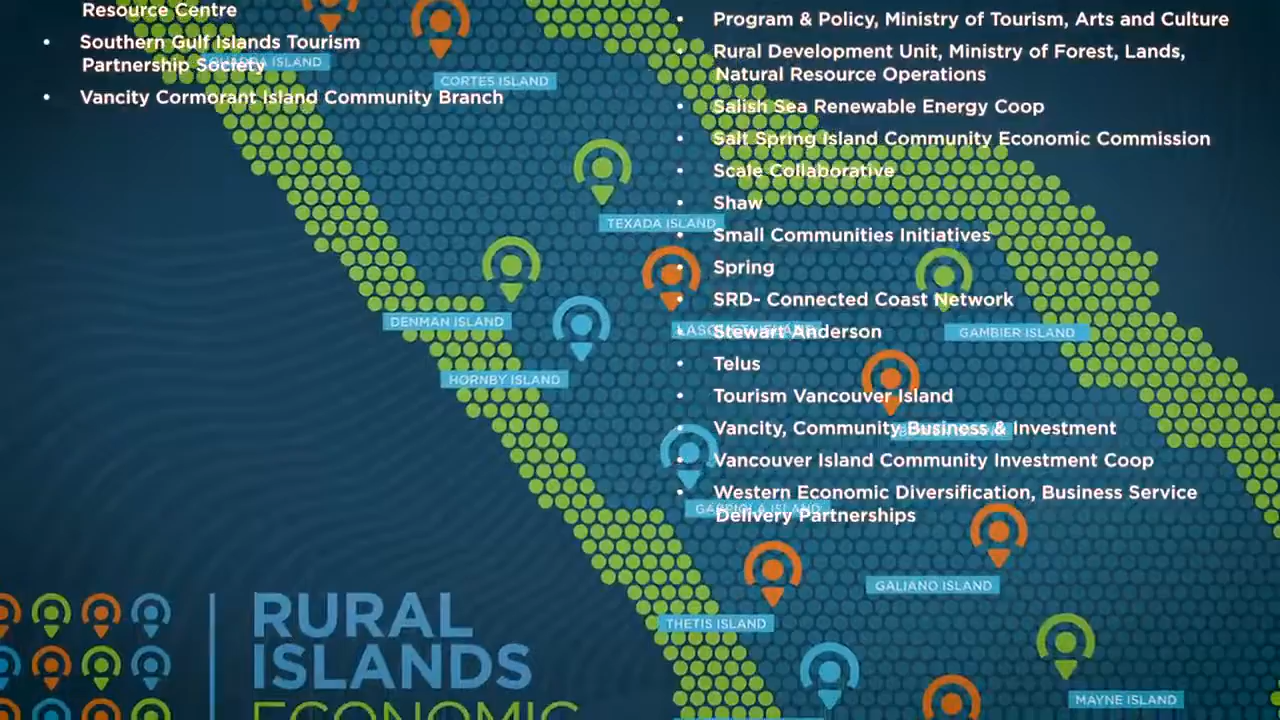 Resource Centre
• Southern Gulf Islands Tourism
Partnership Society
• Vancity Cormorant Island Community Branch
• Program & Policy, Ministry of Tourism, Arts and Culture
• Rural Development Unit, Ministry of Forest, Lands,
Natural Resource Operations
• Salish Sea Renewable Energy Coop
• Salt Spring Island Community Economic Commission
• Scale Collaborative
• Shaw
• Small Communities Initiatives
• Spring
• SRD- Connected Coast Network
• Stewart Anderson
• Telus
• Tourism Vancouver Island
• Vancity, Community Business & Investment
• Vancouver Island Community Investment Coop
• Western Economic Diversification, Business Service
Delivery Partnerships
ISLAND
CORTES ISLAND
TEXADA ISLAND
DENMAN ISLAND
GAMBIER ISLAND
HORNBY ISLAND
GABRIOLA ISLAND
GALIANO ISLAND
THETIS ISLAND
MAYNE ISLAND
RURAL
ISLANDS
ECONOMIC